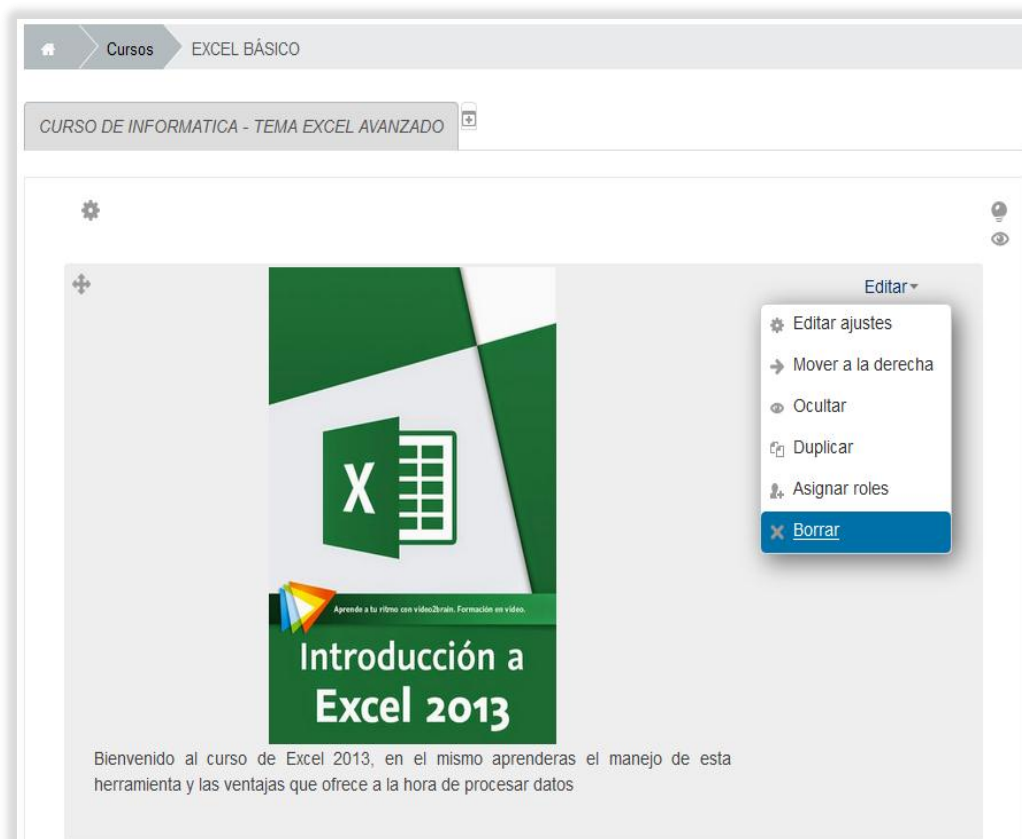 Cursos EXCEL BÁSICO
CURSO DE INFORMATICA - TEMA EXCEL AVANZADO
Editar
Editar ajustes
Mover a la derecha
Ocultar
Duplicar
Asignar roles
Borrar
X
Aprende a tu ritmo con video2brain. Formación en vídeo.
Introducción a
Excel 2013
Bienvenido al curso de Excel 2013, en el mismo aprenderas el manejo de esta
herramienta y las ventajas que ofrece a la hora de procesar datos